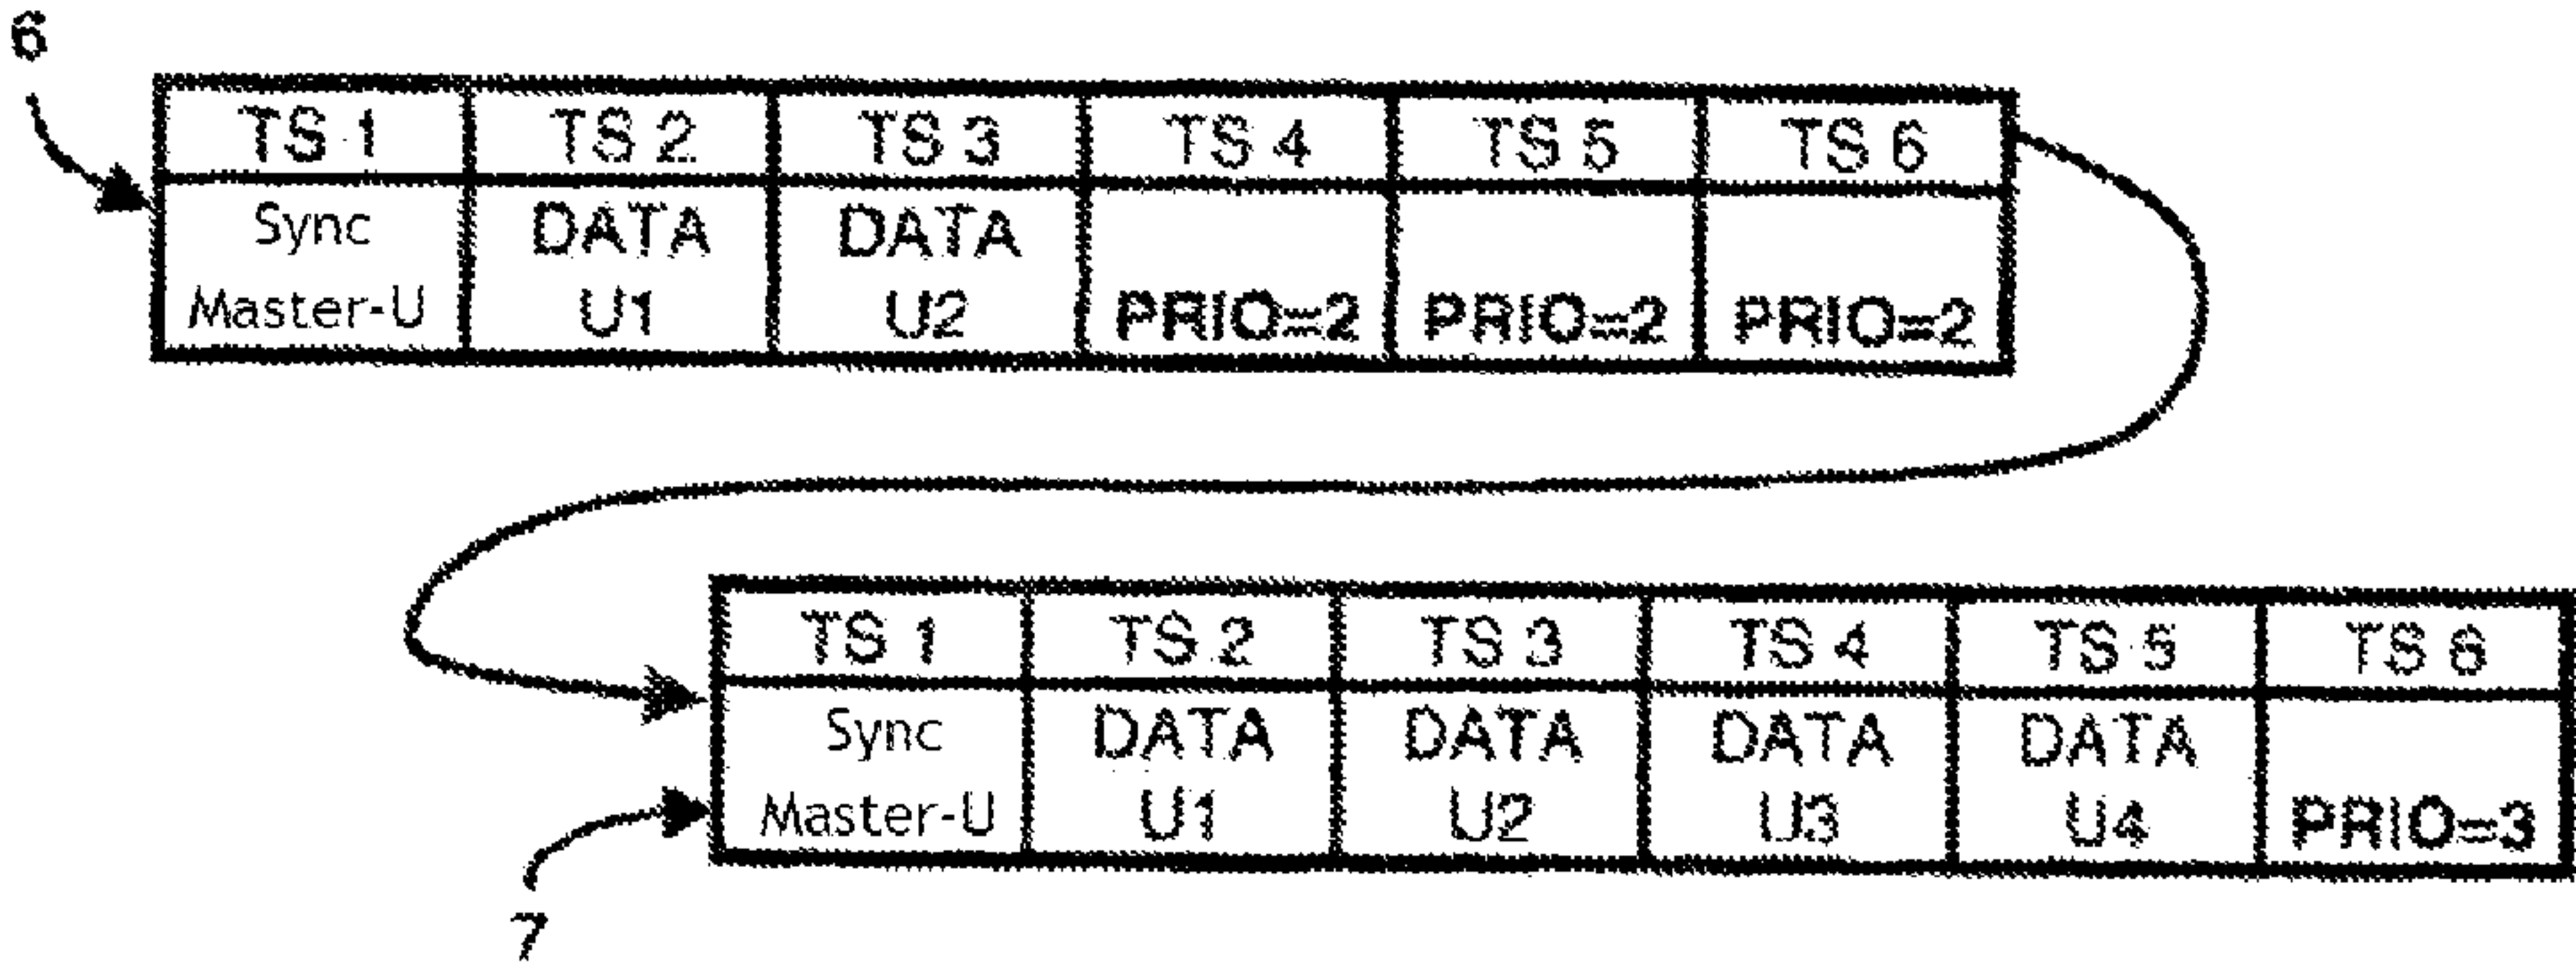 6
TS 1 TS 2 TS 3 TS 4 TS 5 TS 6
Sync DATA DATA
Master-U U1 U2 PRIO=2 PRIO=2 PRIO=2
TS 1 TS 2 TS 3 TS 4 TS 5 TS 6
Sync DATA DATA DATA DATA
Master-U U1 U2 U3 U4 PRIO=3
7